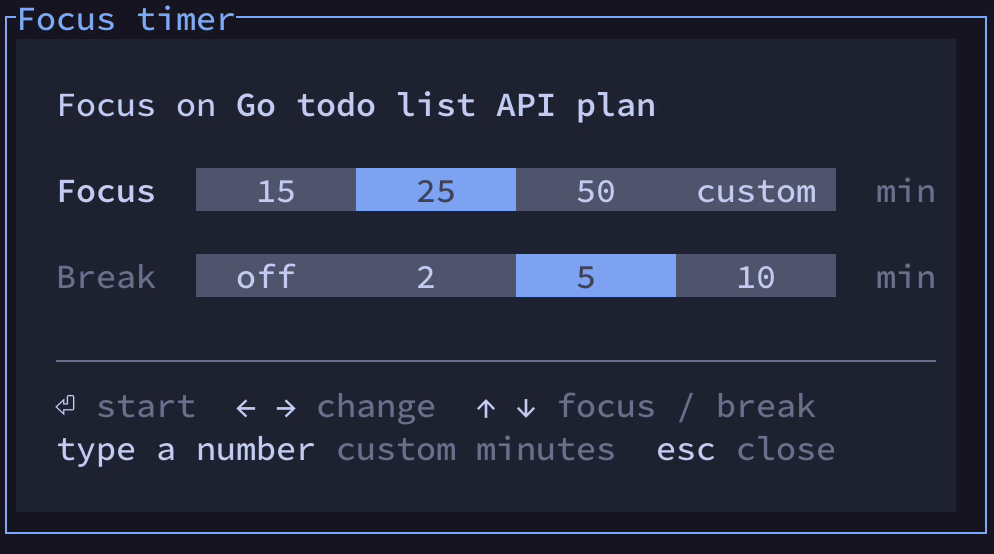 Focus timer
Focus on Go todo list API plan
Focus 15 25 50 custom min
Break off 2 5 10 min
⏎ start ← → change ↑ ↓ focus / break
type a number custom minutes esc close